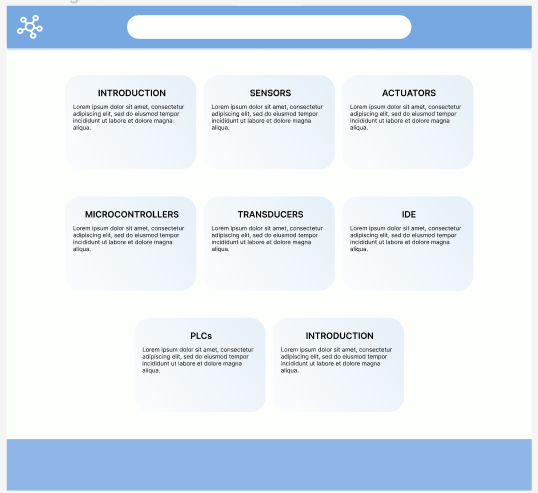 INTRODUCTION
Lorem ipsum dolor sit amet, consectetur
adipiscing elit, sed do eiusmod tempor
incididunt ut labore et dolore magna
aliqua.
SENSORS
Lorem ipsum dolor sit amet, consectetur
adipiscing elit, sed do eiusmod tempor
incididunt ut labore et dolore magna
aliqua.
ACTUATORS
Lorem ipsum dolor sit amet, consectetur
adipiscing elit, sed do eiusmod tempor
incididunt ut labore et dolore magna
aliqua.
MICROCONTROLLERS
Lorem ipsum dolor sit amet, consectetur
adipiscing elit, sed do eiusmod tempor
incididunt ut labore et dolore magna
aliqua.
TRANSDUCERS
Lorem ipsum dolor sit amet, consectetur
adipiscing elit, sed do eiusmod tempor
incididunt ut labore et dolore magna
aliqua.
IDE
Lorem ipsum dolor sit amet, consectetur
adipiscing elit, sed do eiusmod tempor
incididunt ut labore et dolore magna
aliqua.
PLCs
Lorem ipsum dolor sit amet, consectetur
adipiscing elit, sed do eiusmod tempor
incididunt ut labore et dolore magna
aliqua.
INTRODUCTION
Lorem ipsum dolor sit amet, consectetur
adipiscing elit, sed do eiusmod tempor
incididunt ut labore et dolore magna
aliqua.